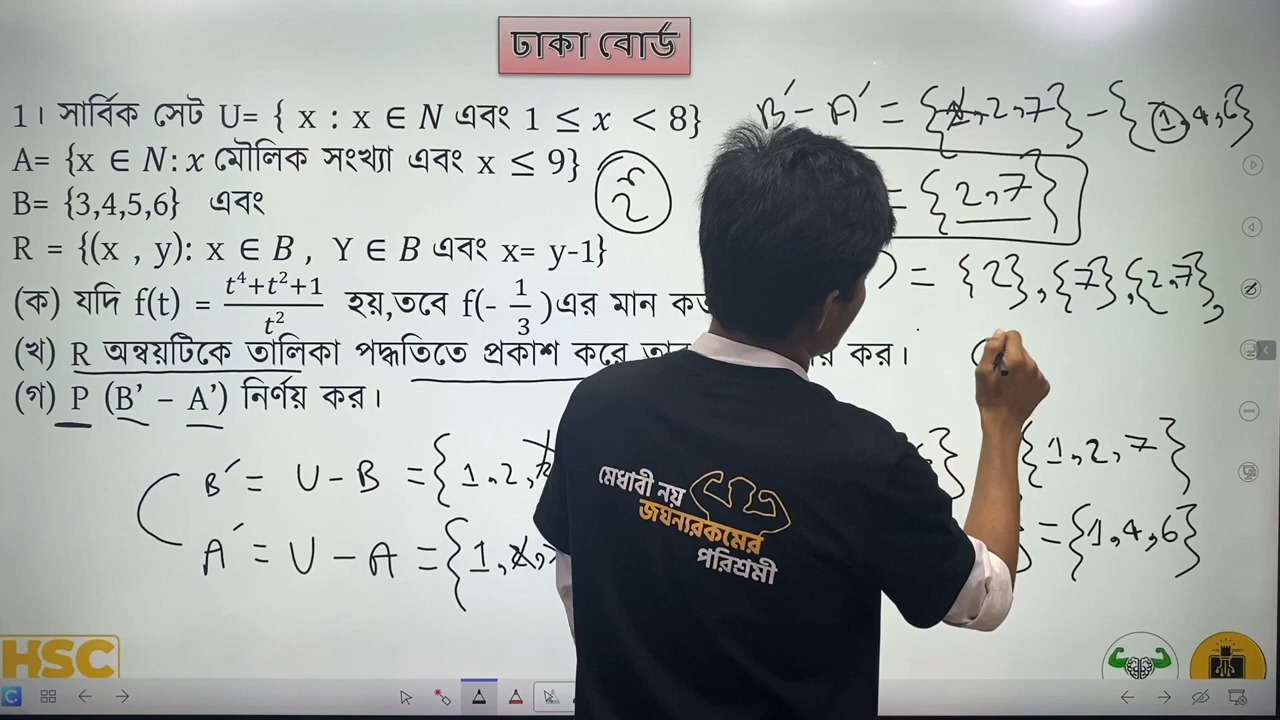 ঢাকা বোর্ড
1। সার্বিক সেট U= { x : x ∈ N এবং 1 ≤ x < 8}
A= {x ∈ N: x মৌলিক সংখ্যা এবং x ≤ 9}
B= {3,4,5,6} এবং
R = {(x , y): x ∈ B , Y ∈ B এবং x= y-1}
(ক) যদি f(t) = (t⁴+t²+1)/t² হয়,তবে f(- 1/3 )এর মান
(খ) R অন্বয়টিকে তালিকা পদ্ধতিতে প্রকাশ করে কর।
(গ) P (B’ – A’) নির্ণয় কর।
B′ – A′ = {1,2,7} – {1,4,6}
= {2,7}
) = {2},{7},{2,7},
B′ = U – B = {1,2, {1,2,7}
A′ = U – A = {1,2, = {1,4,6}
মেধাবী নয়
জঘন্যরকমের
পরিশ্রমী
HSC